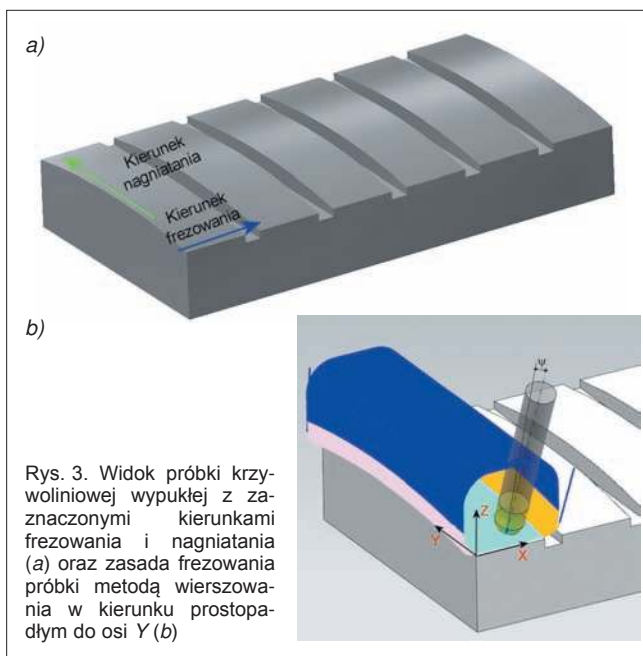 a)
Kierunek
nagniatania
Kierunek
frezowania
b)
ψ
Z
Y
X
Rys. 3. Widok próbki krzy-
woliniowej wypukłej z za-
znaczonymi kierunkami
frezowania i nagniatania
(a) oraz zasada frezowania
próbki metodą wierszowa-
nia w kierunku prostopa-
dłym do osi Y (b)